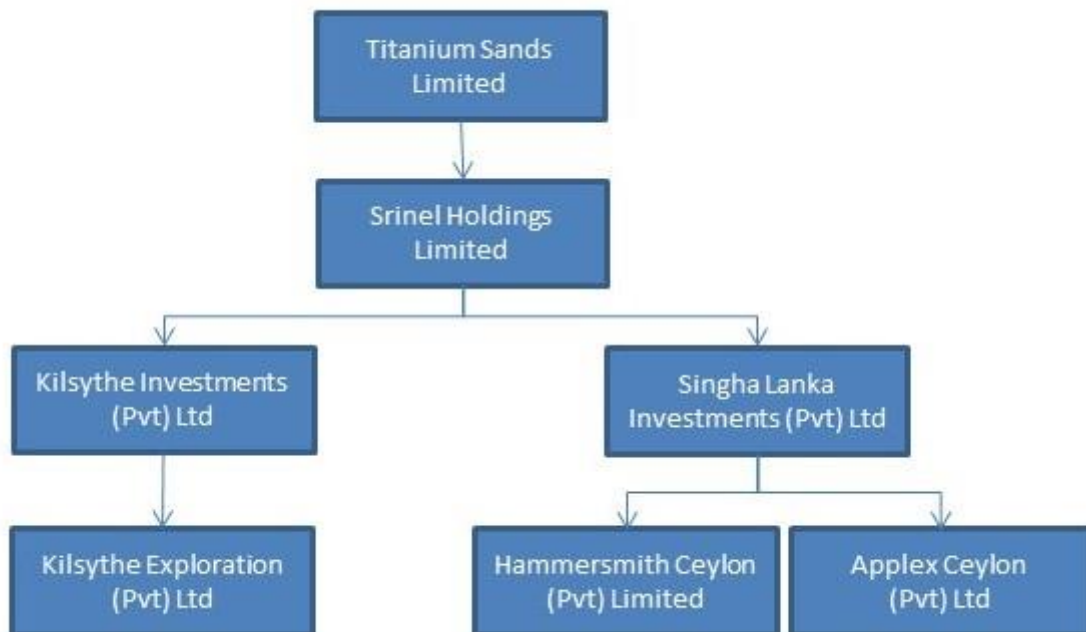 Titanium Sands
Limited
Srinel Holdings
Limited
Kilsythe Investments
(Pvt) Ltd
Singha Lanka
Investments (Pvt) Ltd
Kilsythe Exploration
(Pvt) Ltd
Hammersmith Ceylon
(Pvt) Limited
Applex Ceylon
(Pvt) Ltd